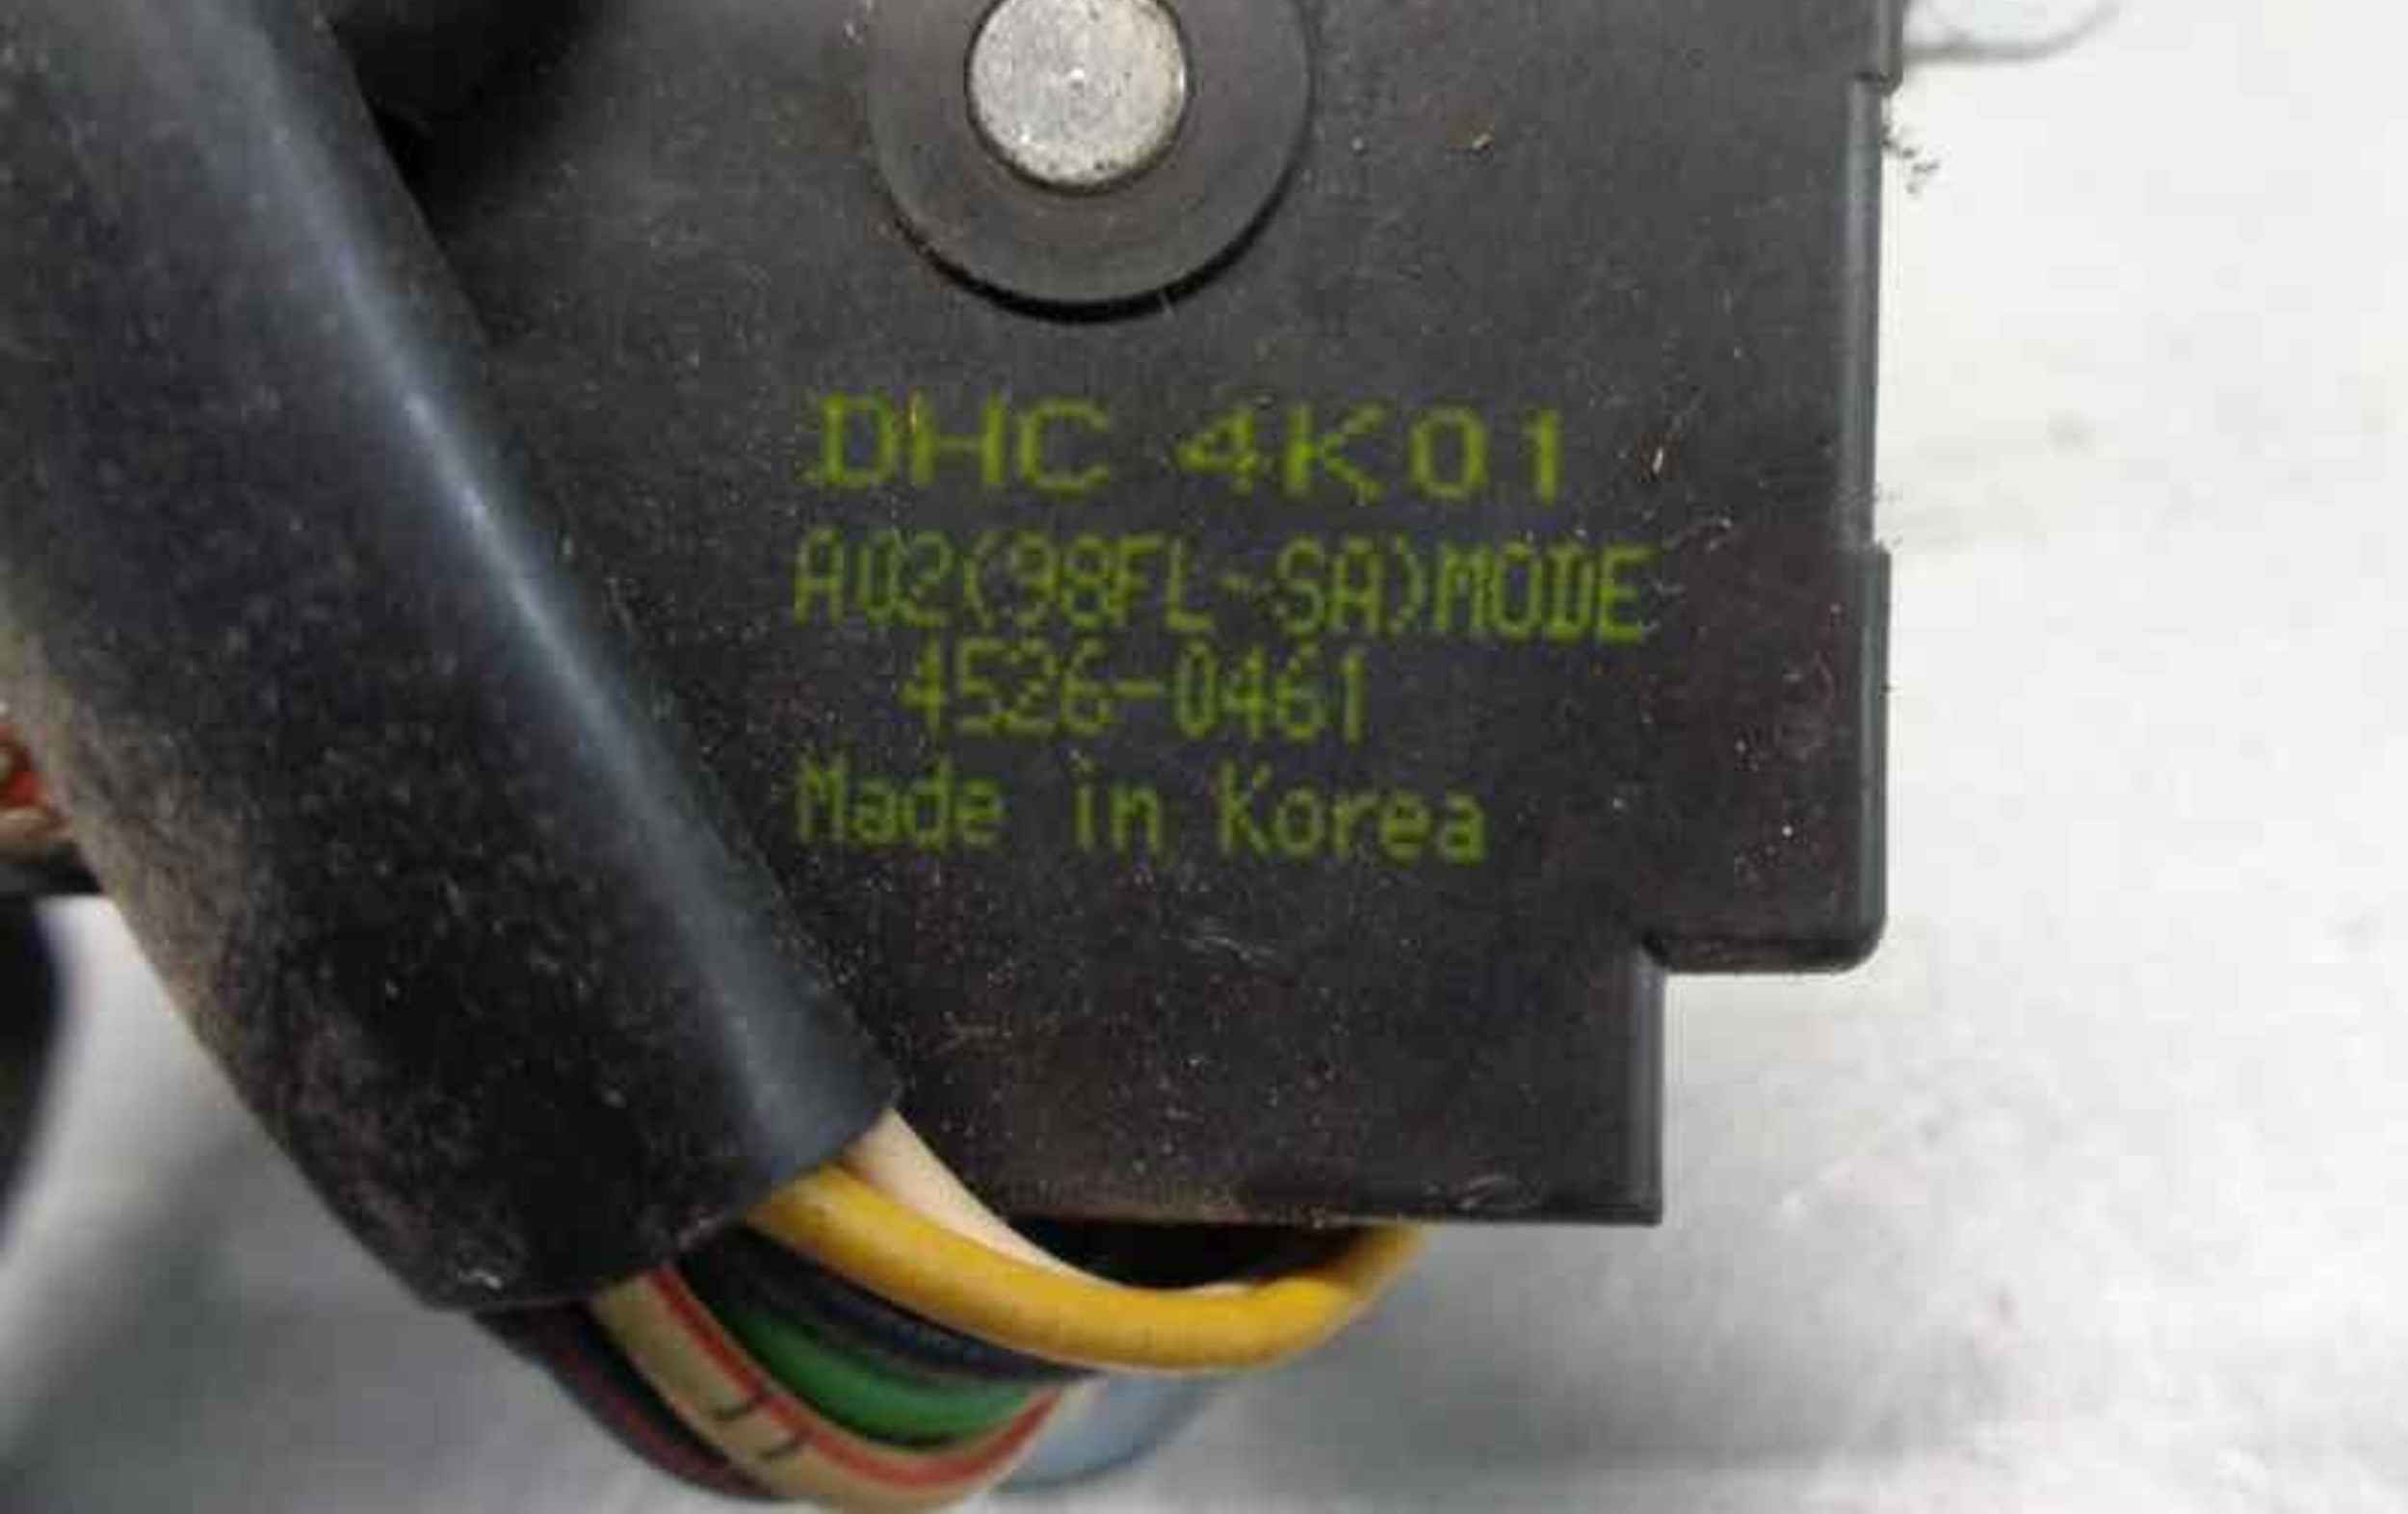 DHC 4K01
A02(98FL-SA)MODE
4526-0461
Made in Korea